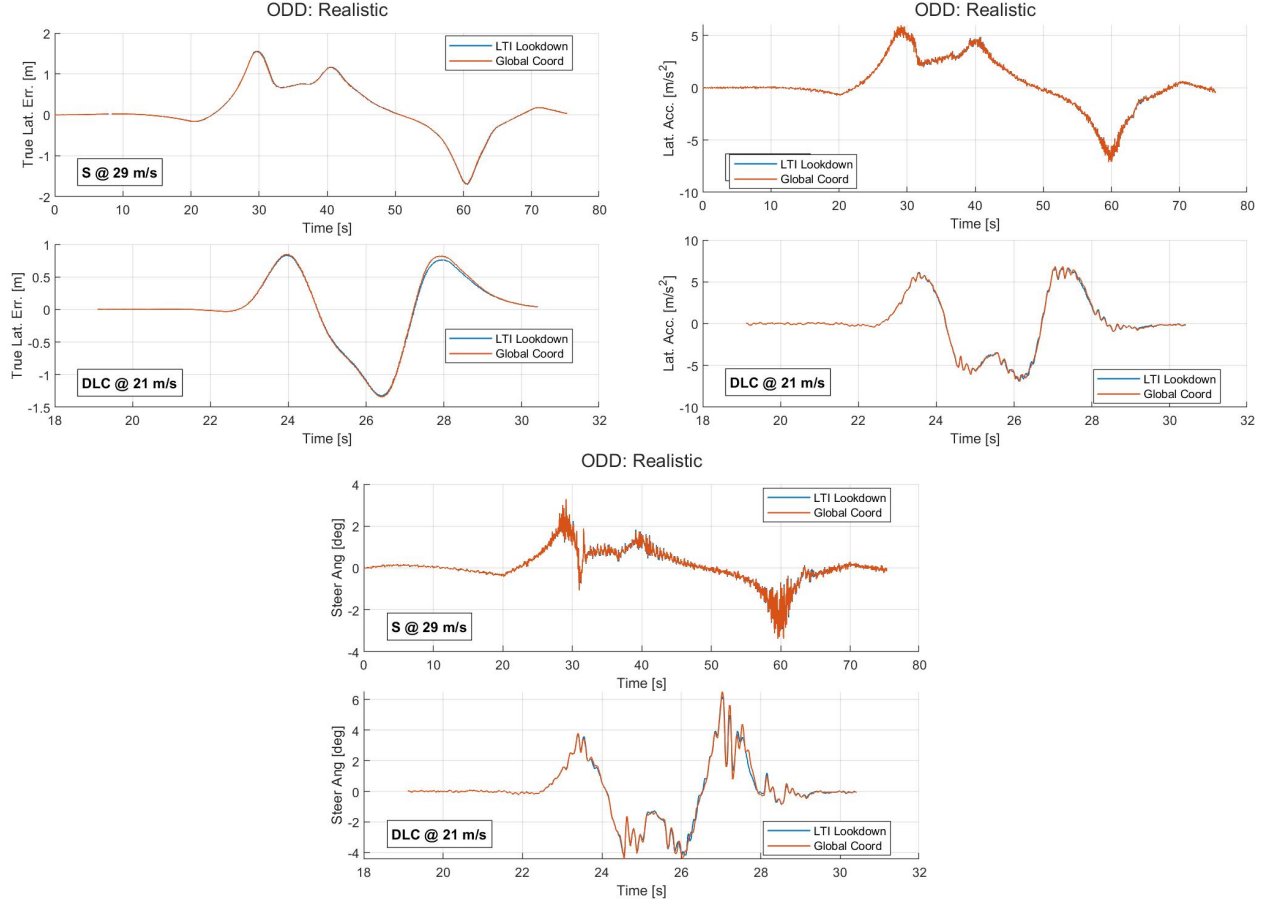 ODD: Realistic
True Lat. Err. [m]
2
1
0
-1
-2
LTI Lookdown
Global Coord
S @ 29 m/s
0 10 20 30 40 50 60 70 80
Time [s]
True Lat. Err. [m]
1
0.5
0
-0.5
-1
-1.5
LTI Lookdown
Global Coord
DLC @ 21 m/s
18 20 22 24 26 28 30 32
Time [s]
ODD: Realistic
Lat. Acc. [m/s²]
5
0
-5
-10
LTI Lookdown
Global Coord
0 10 20 30 40 50 60 70 80
Time [s]
Lat. Acc. [m/s²]
10
5
0
-5
-10
DLC @ 21 m/s
LTI Lookdown
Global Coord
18 20 22 24 26 28 30 32
Time [s]
ODD: Realistic
Steer Ang [deg]
4
2
0
-2
-4
LTI Lookdown
Global Coord
S @ 29 m/s
0 10 20 30 40 50 60 70 80
Time [s]
Steer Ang [deg]
6
4
2
0
-2
-4
DLC @ 21 m/s
LTI Lookdown
Global Coord
18 20 22 24 26 28 30 32
Time [s]